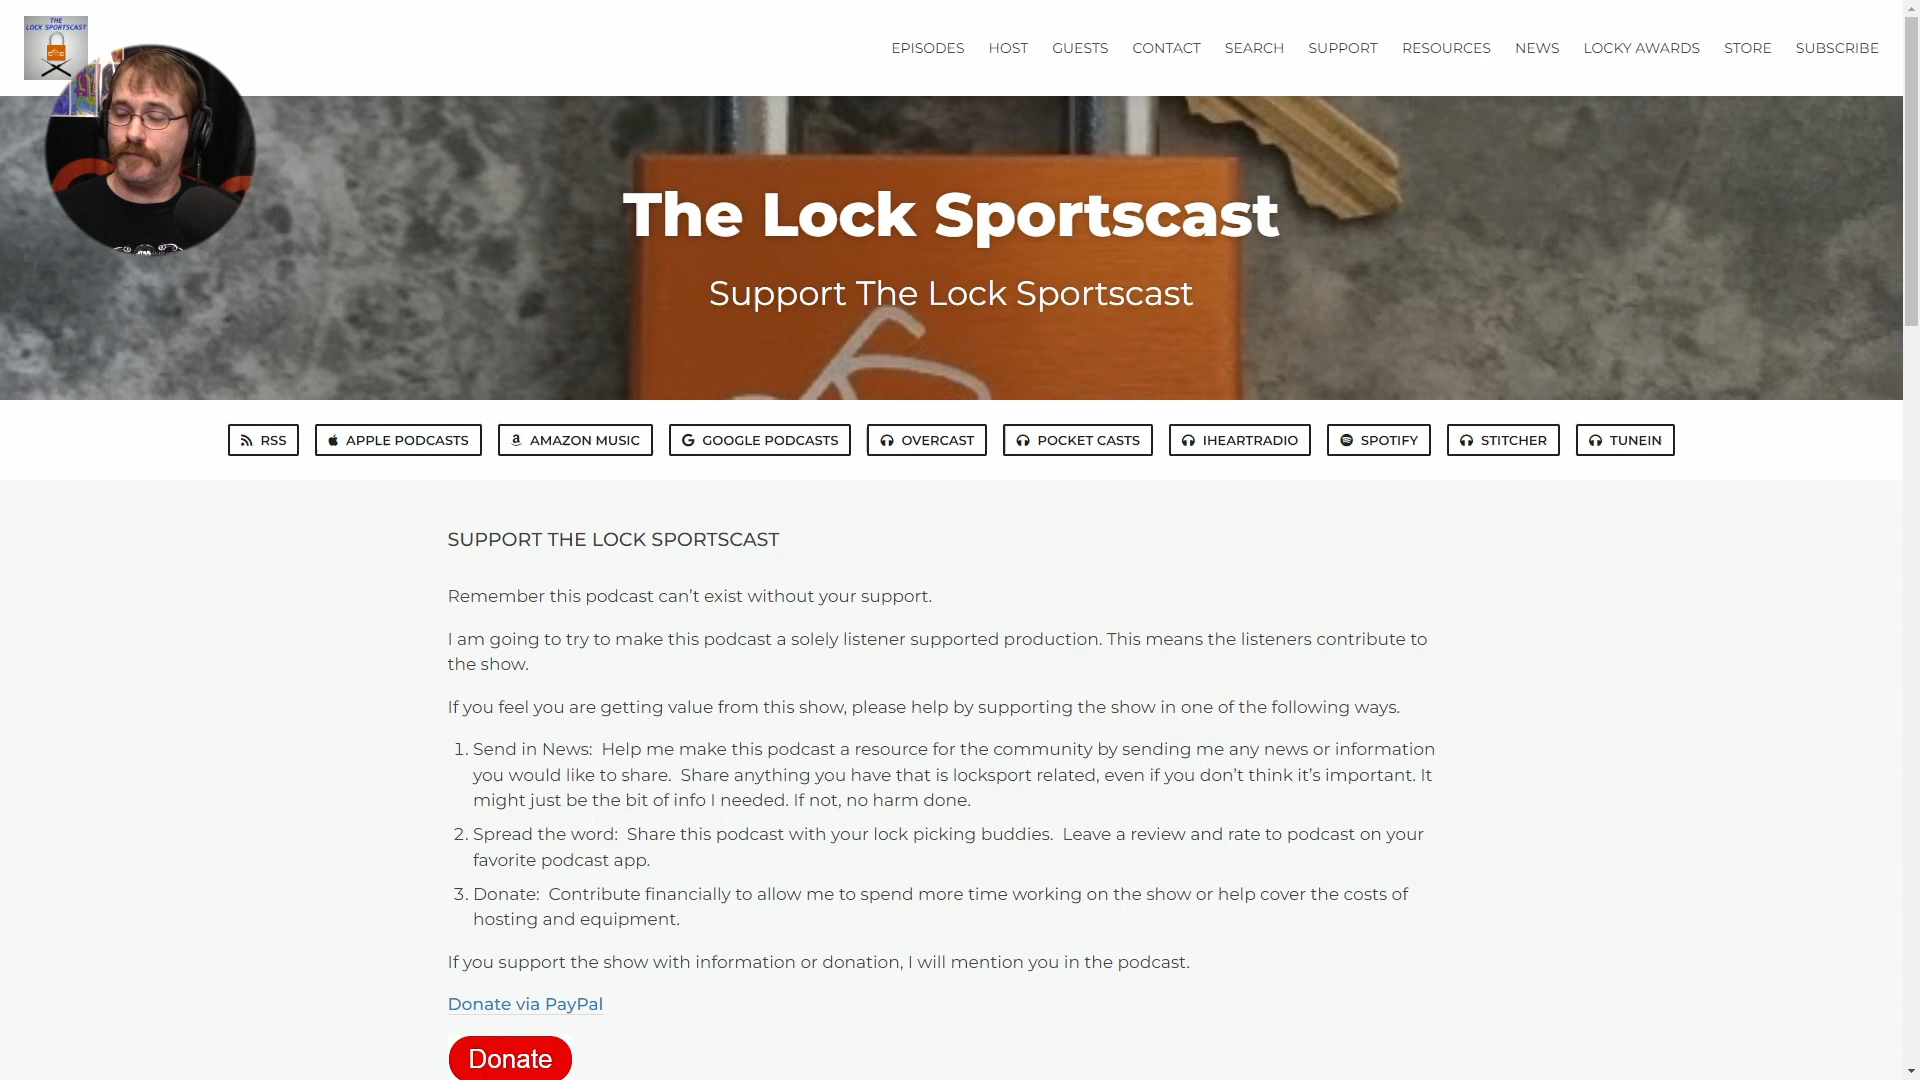 THE
LOCK SPORTSCAST
EPISODES HOST GUESTS CONTACT SEARCH SUPPORT RESOURCES NEWS LOCKY AWARDS STORE SUBSCRIBE
The Lock Sportscast
Support The Lock Sportscast
RSS APPLE PODCASTS AMAZON MUSIC GOOGLE PODCASTS OVERCAST POCKET CASTS IHEARTRADIO SPOTIFY STITCHER TUNEIN
SUPPORT THE LOCK SPORTSCAST
Remember this podcast can’t exist without your support.
I am going to try to make this podcast a solely listener supported production. This means the listeners contribute to
the show.
If you feel you are getting value from this show, please help by supporting the show in one of the following ways.
1. Send in News:  Help me make this podcast a resource for the community by sending me any news or information
you would like to share.  Share anything you have that is locksport related, even if you don’t think it’s important. It
might just be the bit of info I needed. If not, no harm done.
2. Spread the word:  Share this podcast with your lock picking buddies.  Leave a review and rate to podcast on your
favorite podcast app.
3. Donate:  Contribute financially to allow me to spend more time working on the show or help cover the costs of
hosting and equipment.
If you support the show with information or donation, I will mention you in the podcast.
Donate via PayPal
Donate